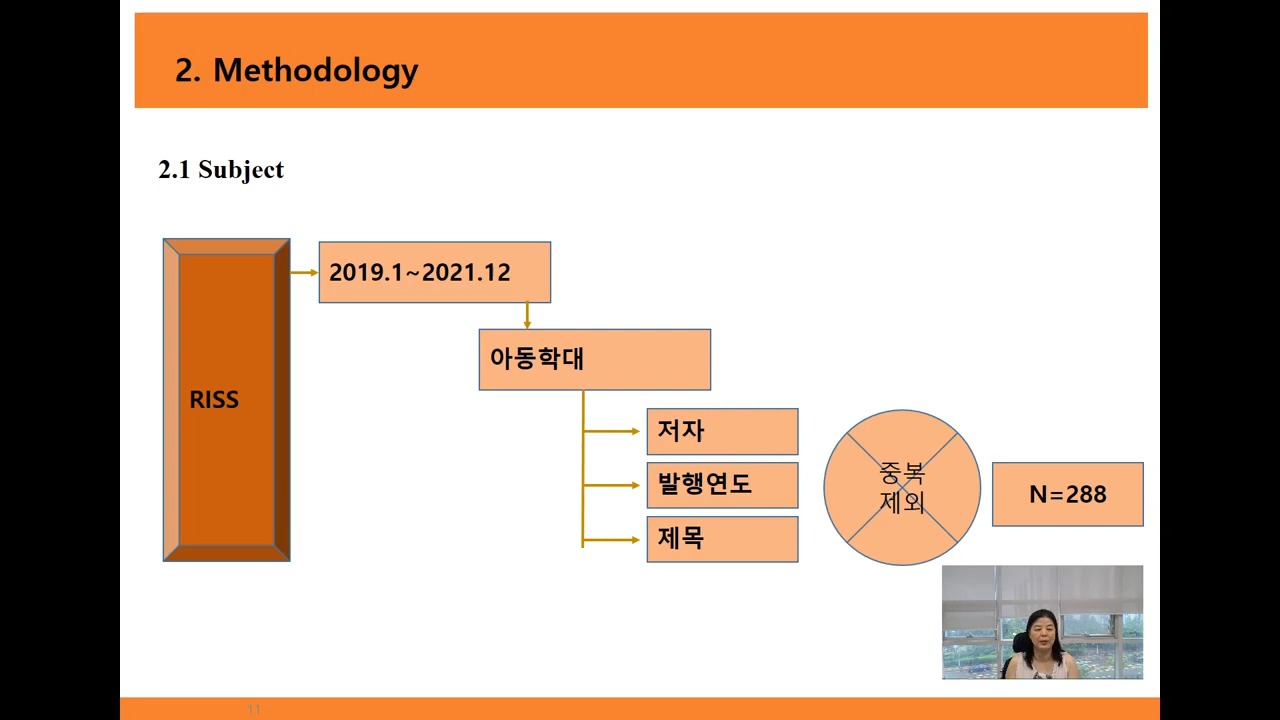 2. Methodology
2.1 Subject
RISS
2019.1~2021.12
아동학대
저자
발행연도
제목
중복
제외
N=288
11